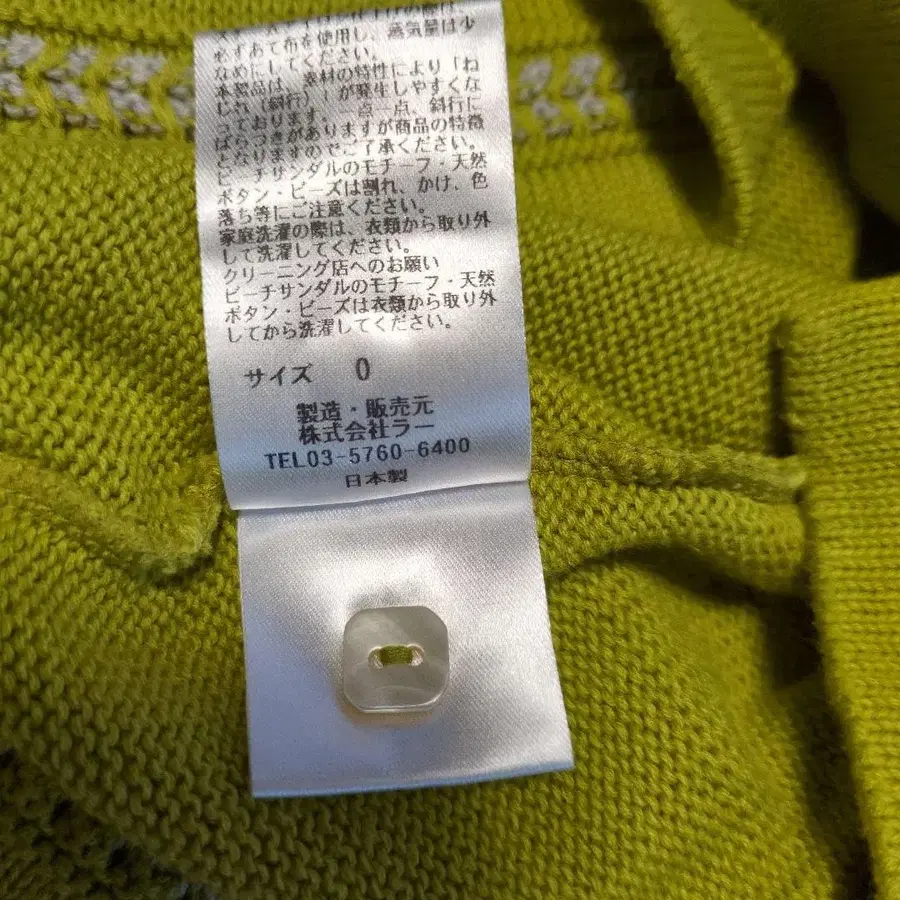 必ずあて布を使用し、蒸気量は少
なめにしてください。
本製品は、素材の特性により「ね
じれ(斜行)」が発生しやすくな
っております。 一点一点、斜行に
ばらつきがありますが商品の特徴
となりますのでご了承ください。
ビーチサンダルのモチーフ・天然
ボタン・ビーズは割れ、かけ、色
落ち等にご注意ください。
家庭洗濯の際は、衣類から取り外
して洗濯してください。
クリーニング店へのお願い
ビーチサンダルのモチーフ・天然
ボタン・ビーズは衣類から取り外
してから洗濯してください。
サイズ 0
製造・販売元
株式会社ラー
TEL03-5760-6400
日本製